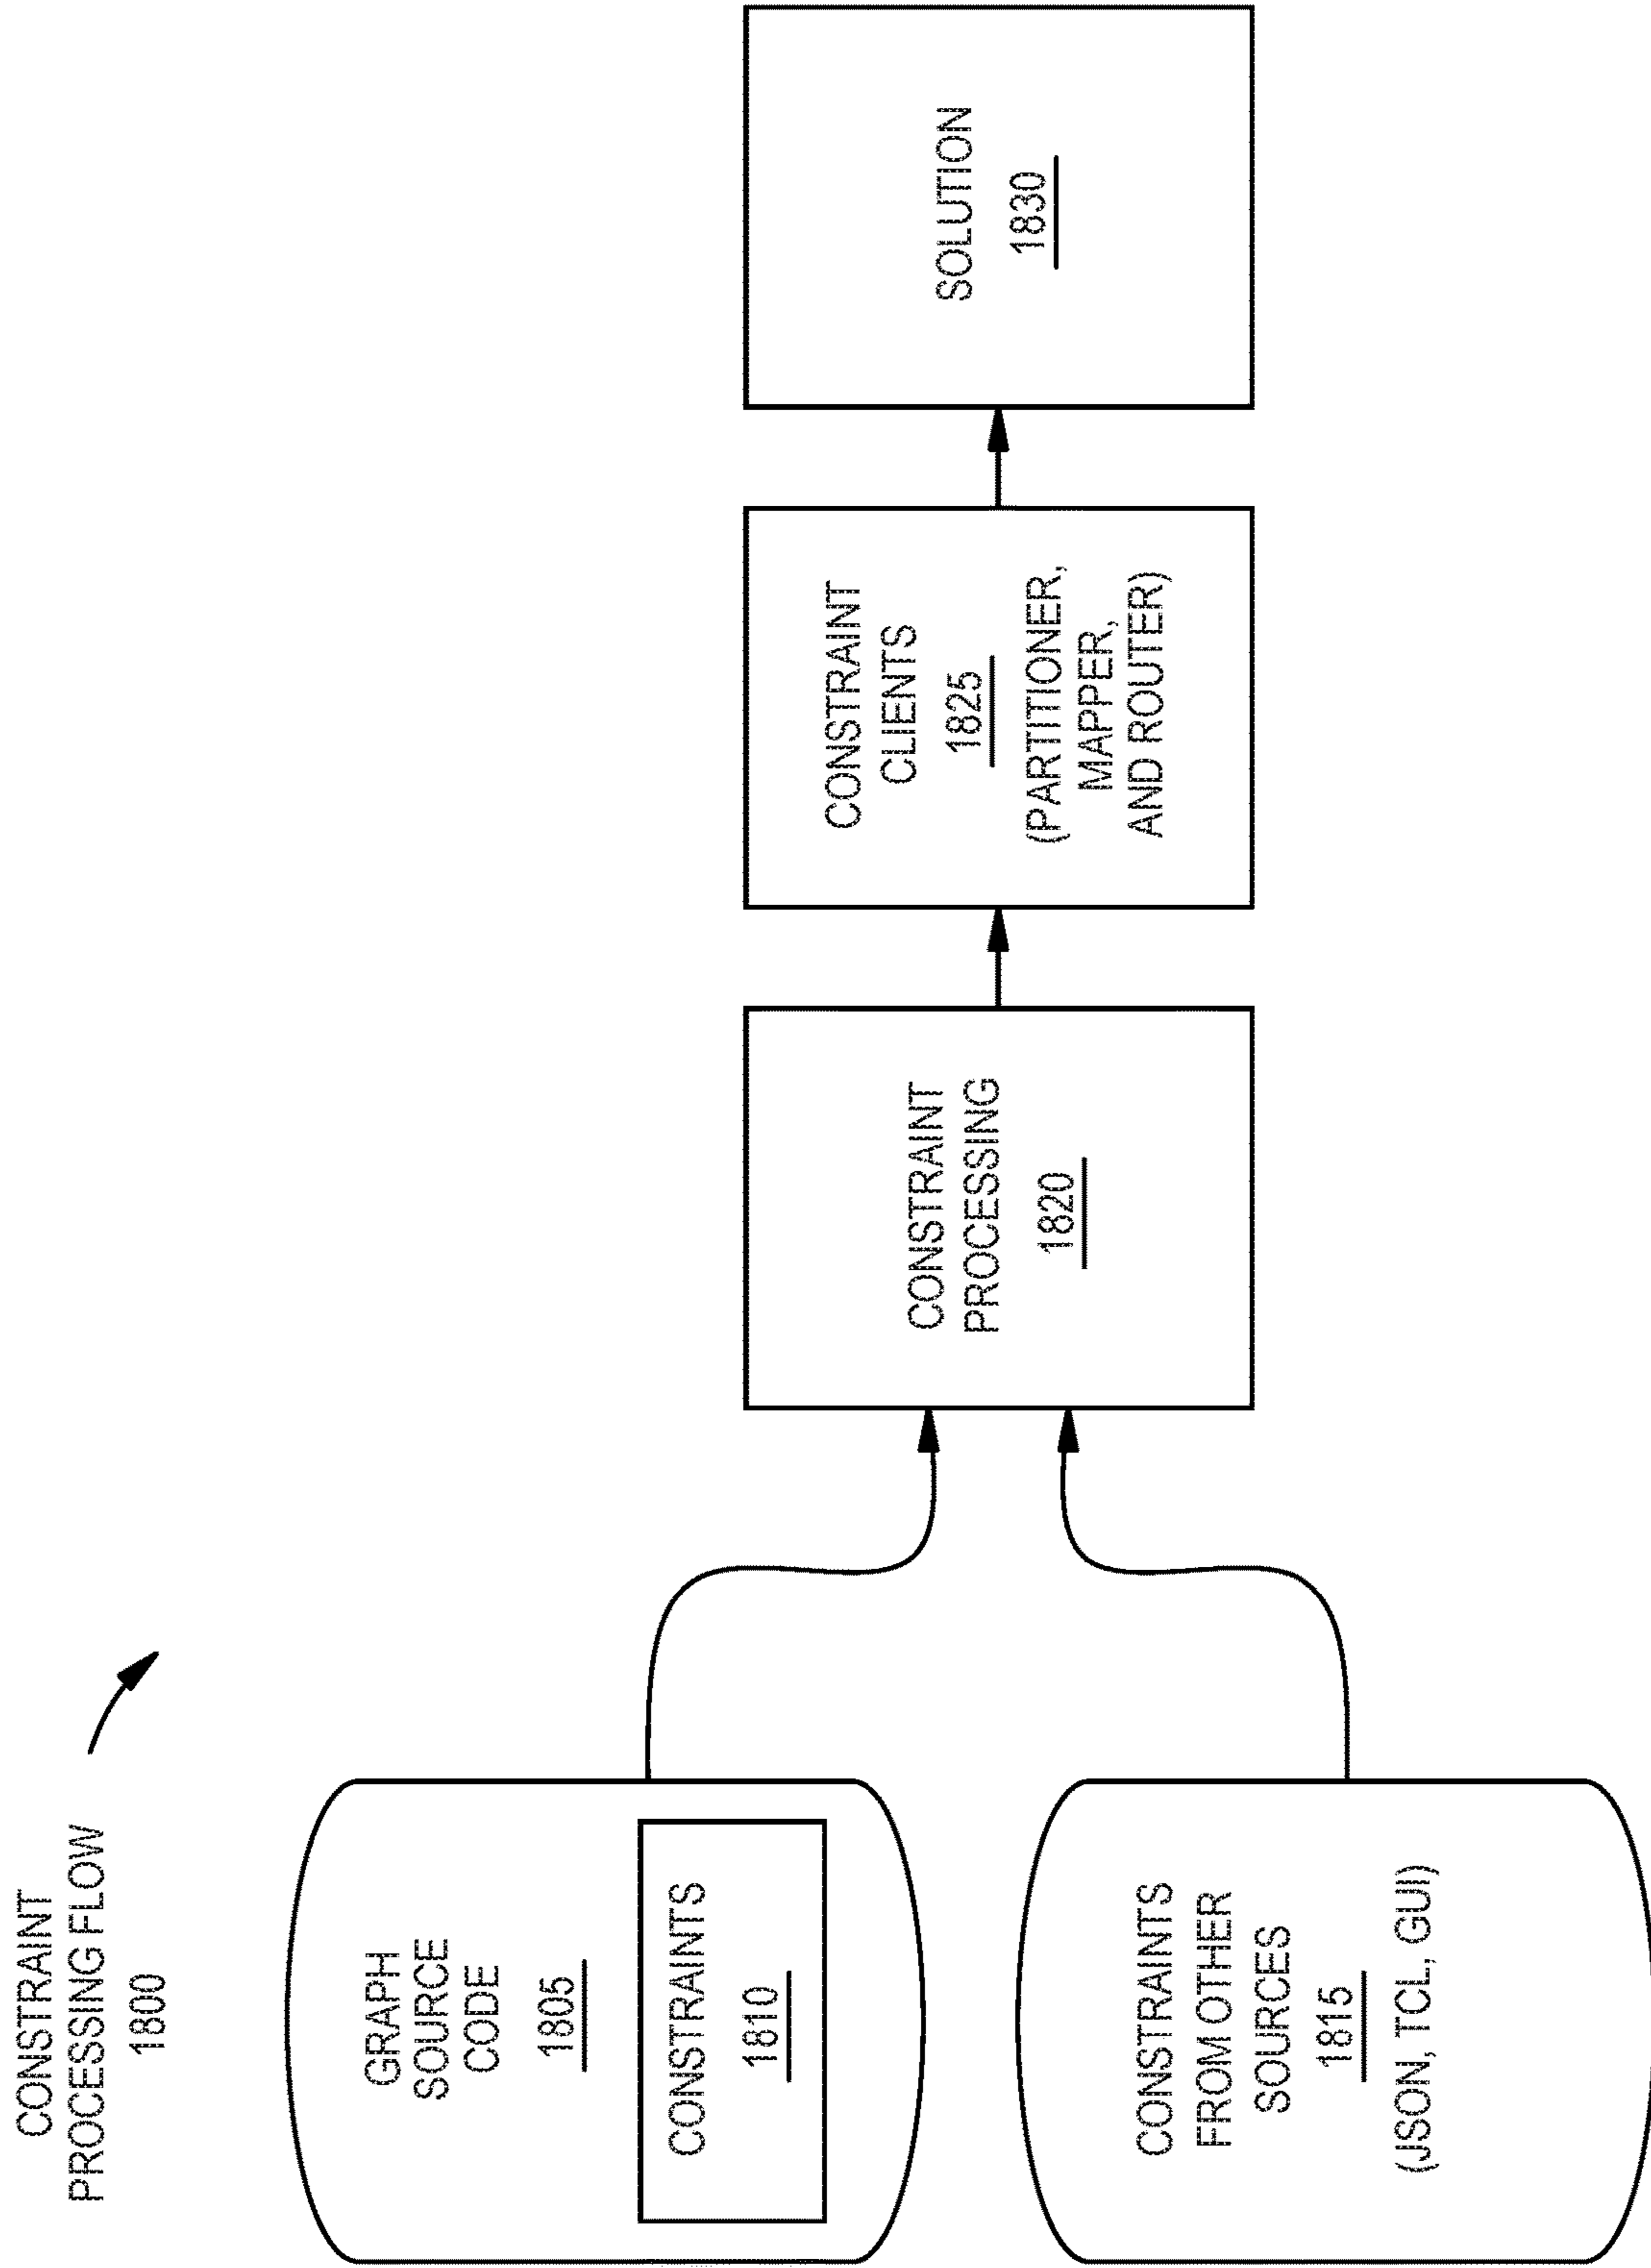 CONSTRAINT
PROCESSING FLOW
1800
GRAPH
SOURCE
CODE
1805
CONSTRAINTS
1810
CONSTRAINTS
FROM OTHER
SOURCES
1815
(JSON, TCL, GUI)
CONSTRAINT
PROCESSING
1820
CONSTRAINT
CLIENTS
1825
(PARTITIONER,
MAPPER,
AND ROUTER)
SOLUTION
1830